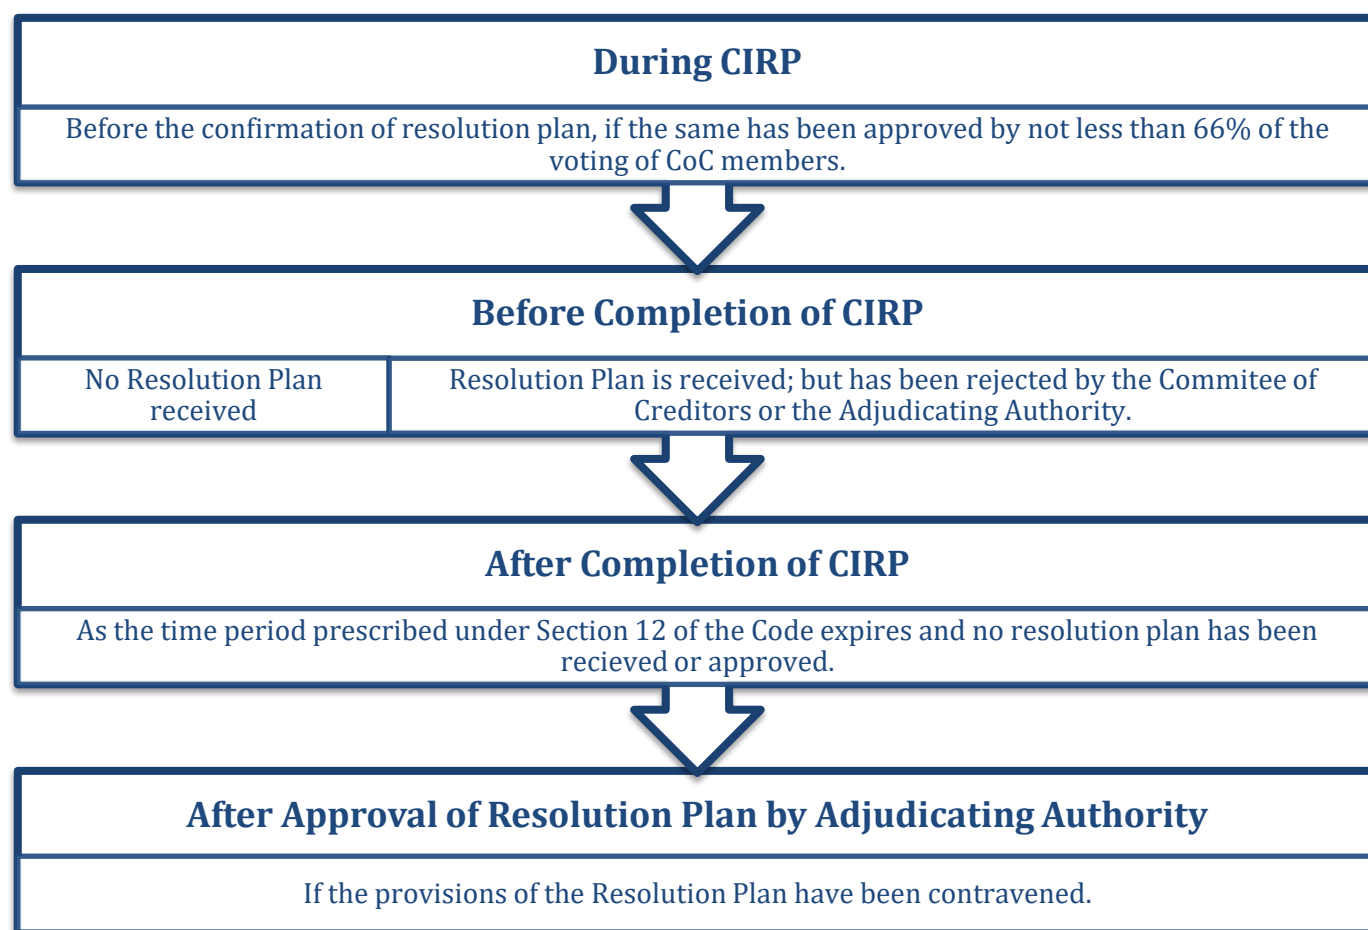 During CIRP
Before the confirmation of resolution plan, if the same has been approved by not less than 66% of the
voting of CoC members.
Before Completion of CIRP
No Resolution Plan
received
Resolution Plan is received; but has been rejected by the Commitee of
Creditors or the Adjudicating Authority.
After Completion of CIRP
As the time period prescribed under Section 12 of the Code expires and no resolution plan has been
recieved or approved.
After Approval of Resolution Plan by Adjudicating Authority
If the provisions of the Resolution Plan have been contravened.